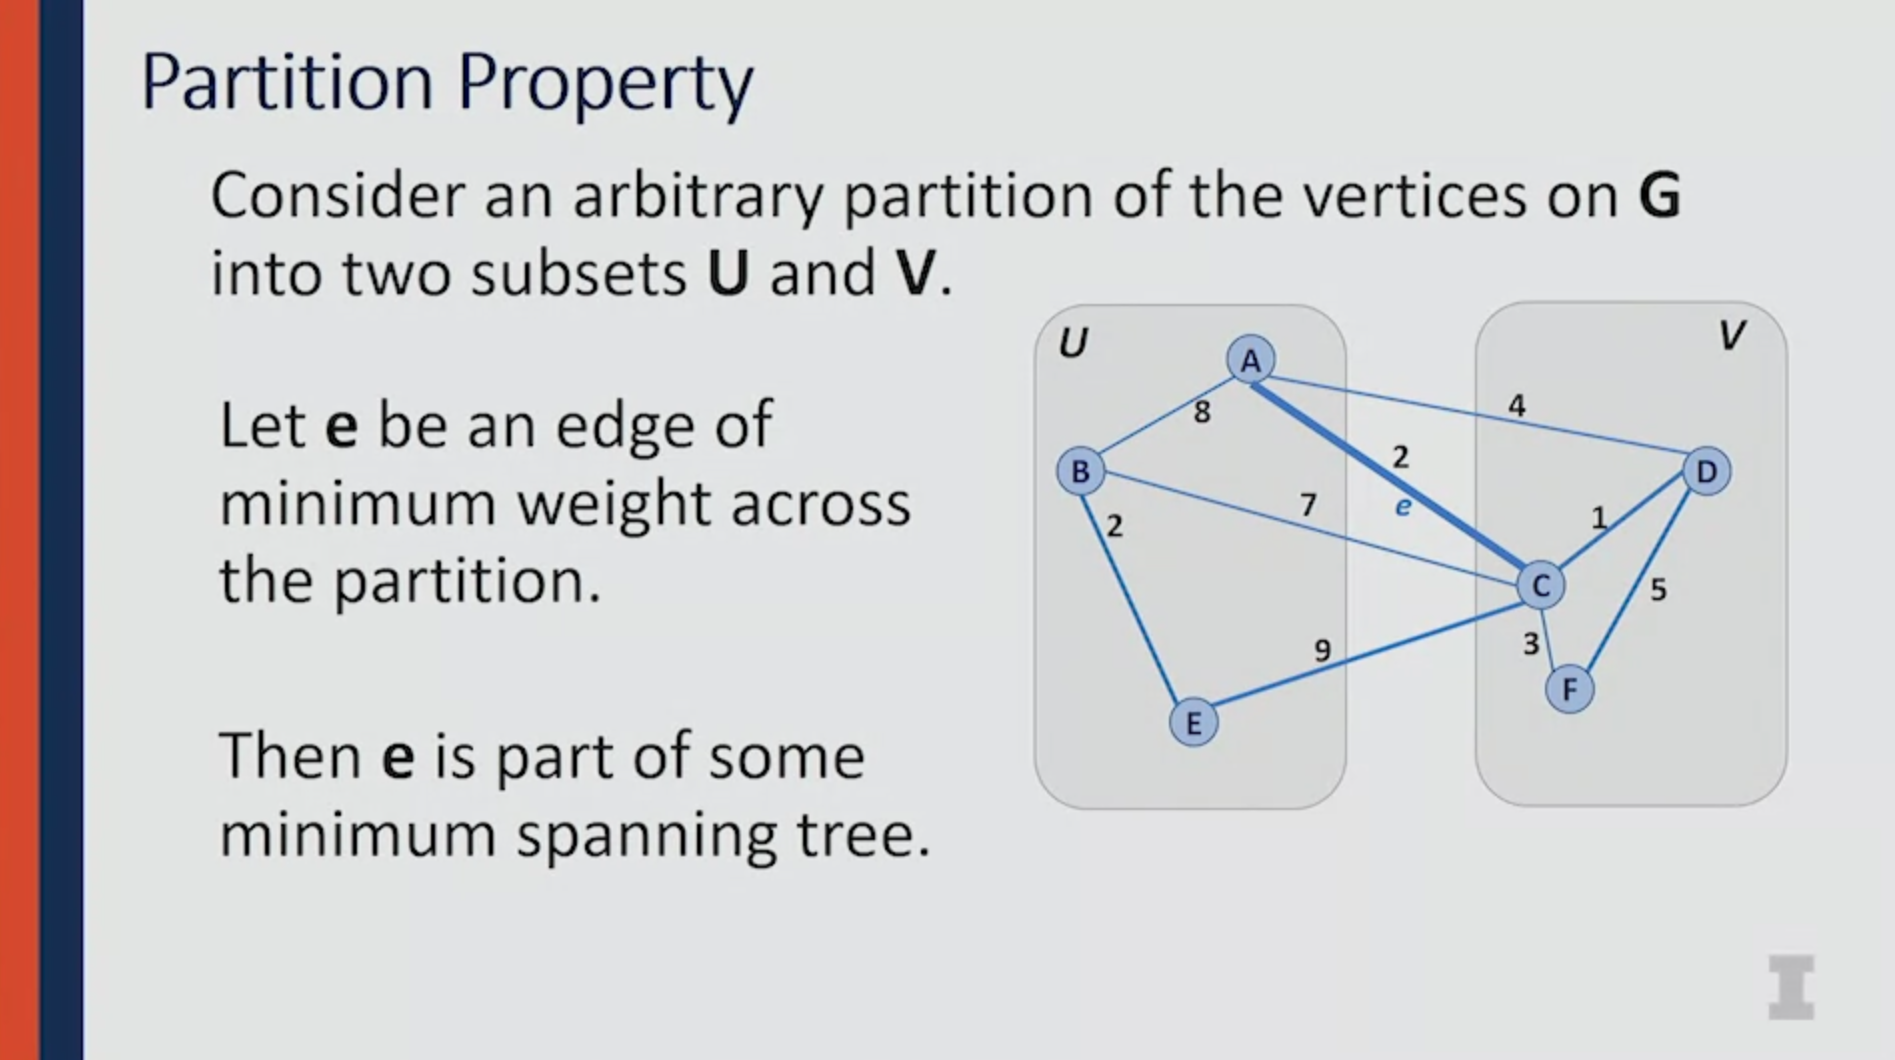 Partition Property
Consider an arbitrary partition of the vertices on G
into two subsets U and V.
Let e be an edge of
minimum weight across
the partition.
Then e is part of some
minimum spanning tree.
U
V
A
8
4
B
2
D
7
e
2
1
C
5
9
3
F
E
I